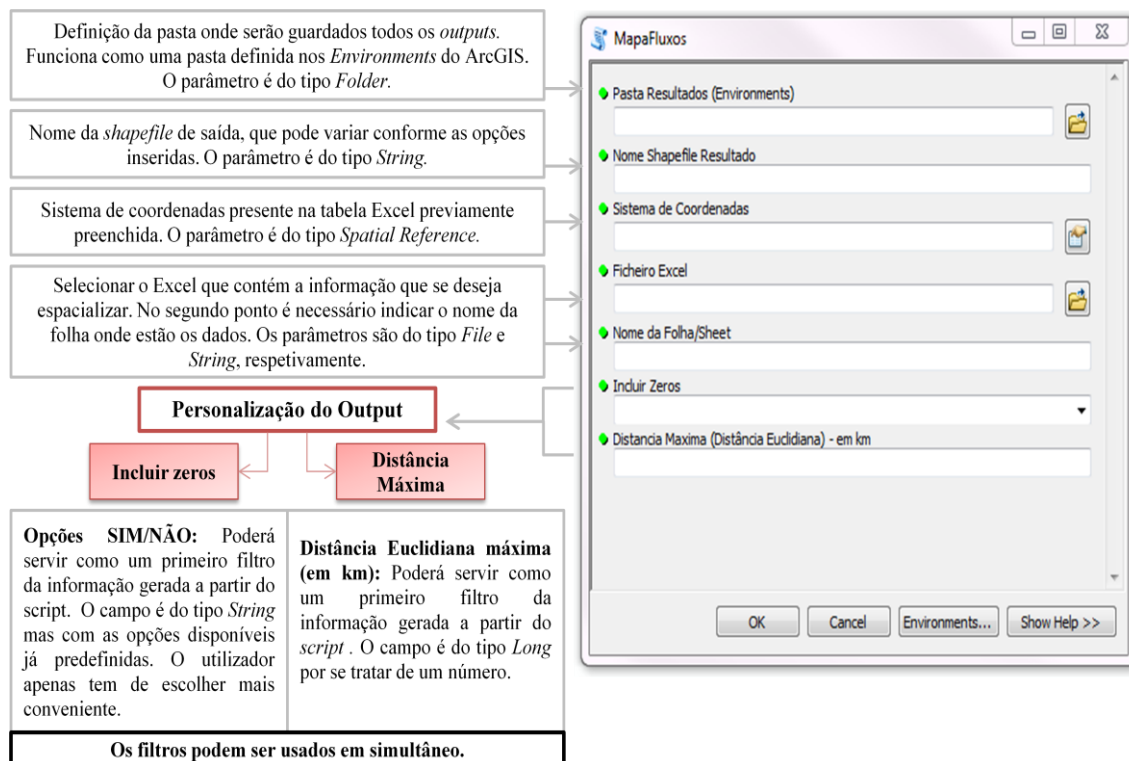 Definição da pasta onde serão guardados todos os outputs.
Funciona como uma pasta definida nos Environments do ArcGIS.
O parâmetro é do tipo Folder.
Nome da shapefile de saída, que pode variar conforme as opções
inseridas. O parâmetro é do tipo String.
Sistema de coordenadas presente na tabela Excel previamente
preenchida. O parâmetro é do tipo Spatial Reference.
Selecionar o Excel que contém a informação que se deseja
espacializar. No segundo ponto é necessário indicar o nome da
folha onde estão os dados. Os parâmetros são do tipo File e
String, respetivamente.
Personalização do Output
Incluir zeros
Distância
Máxima
Opções SIM/NÃO: Poderá
servir como um primeiro filtro
da informação gerada a partir do
script. O campo é do tipo String
mas com as opções disponíveis
já predefinidas. O utilizador
apenas tem de escolher mais
conveniente.
Distância Euclidiana máxima
(em km): Poderá servir como
um primeiro filtro da
informação gerada a partir do
script . O campo é do tipo Long
por se tratar de um número.
Os filtros podem ser usados em simultâneo.
MapaFluxos
Pasta Resultados (Environments)
Nome Shapefile Resultado
Sistema de Coordenadas
Ficheiro Excel
Nome da Folha/Sheet
Incluir Zeros
Distancia Maxima (Distância Euclidiana) - em km
OK Cancel Environments... Show Help >>